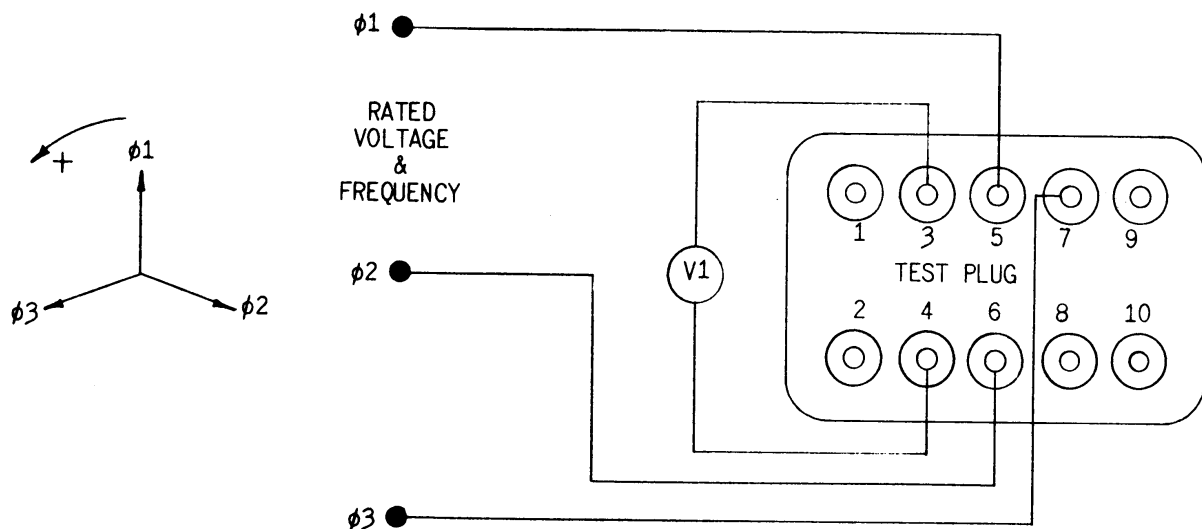 ϕ1
RATED
VOLTAGE
&
FREQUENCY
+
ϕ1
ϕ3
ϕ2
ϕ2
V1
1 3 5 7 9
TEST PLUG
2 4 6 8 10
ϕ3